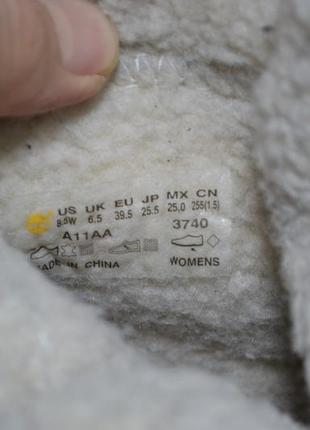 US UK EU JP MX CN
8.5W 6.5 39.5 25.5 25.0 255(1.5)
A11AA 3740
MADE IN CHINA WOMENS